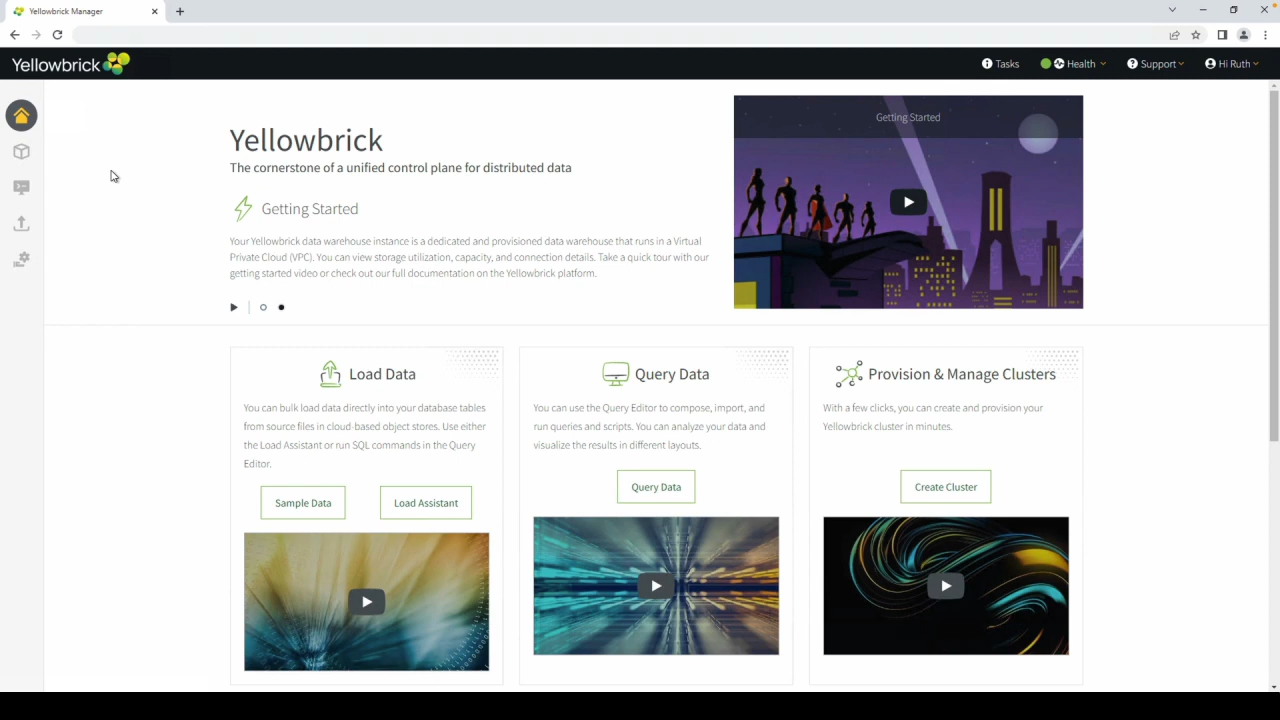 Yellowbrick Manager
Yellowbrick
Tasks
Health
Support
Hi Ruth
Yellowbrick
The cornerstone of a unified control plane for distributed data
Getting Started
Your Yellowbrick data warehouse instance is a dedicated and provisioned data warehouse that runs in a Virtual
Private Cloud (VPC). You can view storage utilization, capacity, and connection details. Take a quick tour with our
getting started video or check out our full documentation on the Yellowbrick platform.
Getting Started
Load Data
You can bulk load data directly into your database tables
from source files in cloud-based object stores. Use either
the Load Assistant or run SQL commands in the Query
Editor.
Sample Data
Load Assistant
Query Data
You can use the Query Editor to compose, import, and
run queries and scripts. You can analyze your data and
visualize the results in different layouts.
Query Data
Provision & Manage Clusters
With a few clicks, you can create and provision your
Yellowbrick cluster in minutes.
Create Cluster